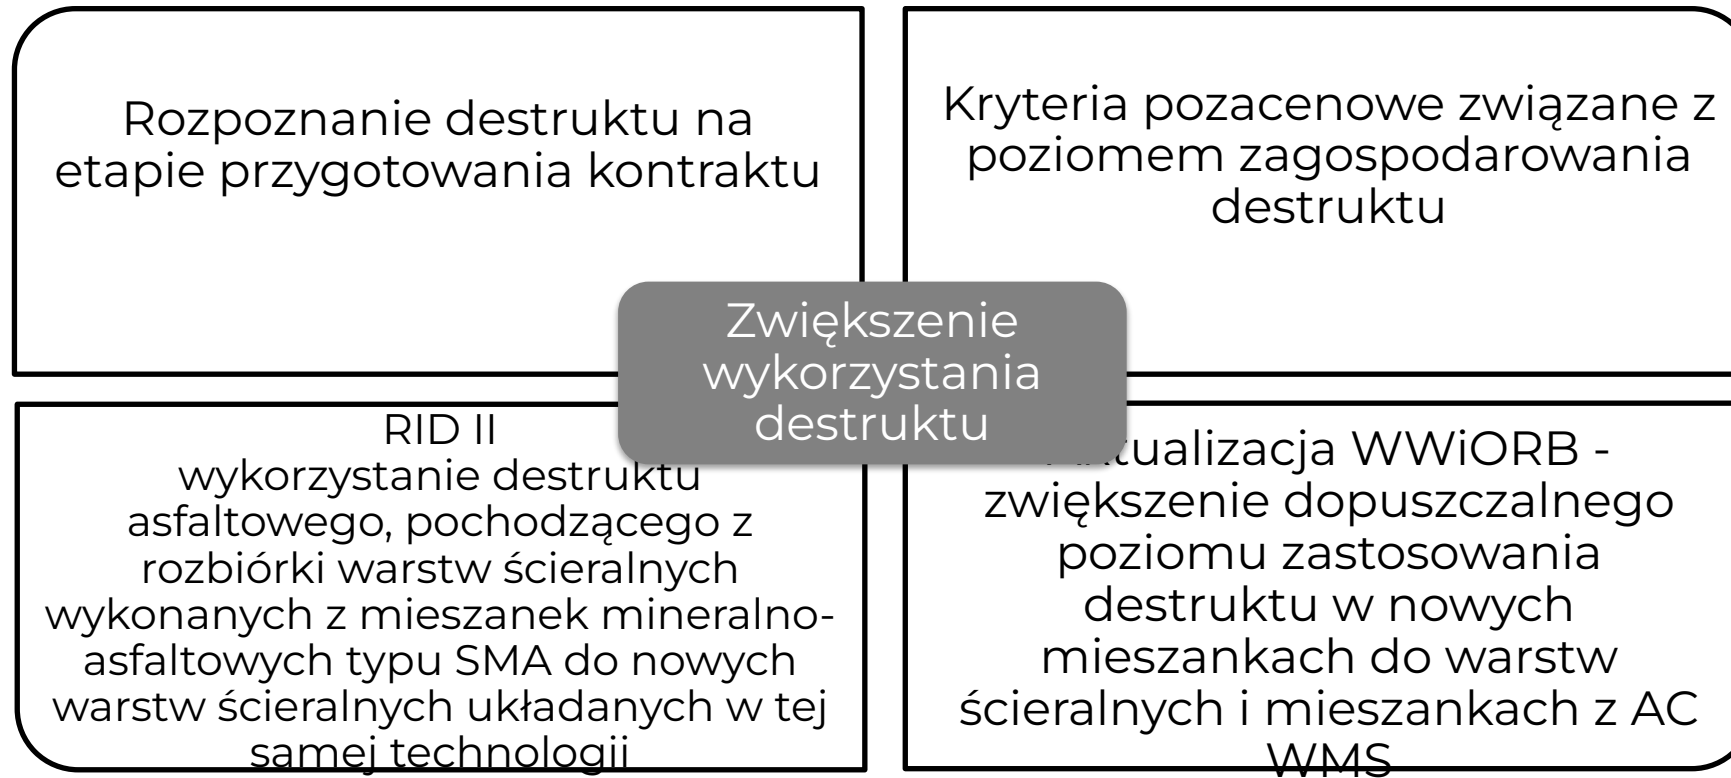 Rozpoznanie destruktu na
etapie przygotowania kontraktu
Kryteria pozacenowe związane z
poziomem zagospodarowania
destruktu
Zwiększenie
wykorzystania
destruktu
RID II
wykorzystanie destruktu
asfaltowego, pochodzącego z
rozbiórki warstw ścieralnych
wykonanych z mieszanek mineralno-
asfaltowych typu SMA do nowych
warstw ścieralnych układanych w tej
samej technologii
Aktualizacja WWiORB -
zwiększenie dopuszczalnego
poziomu zastosowania
destruktu w nowych
mieszankach do warstw
ścieralnych i mieszankach z AC
WMS